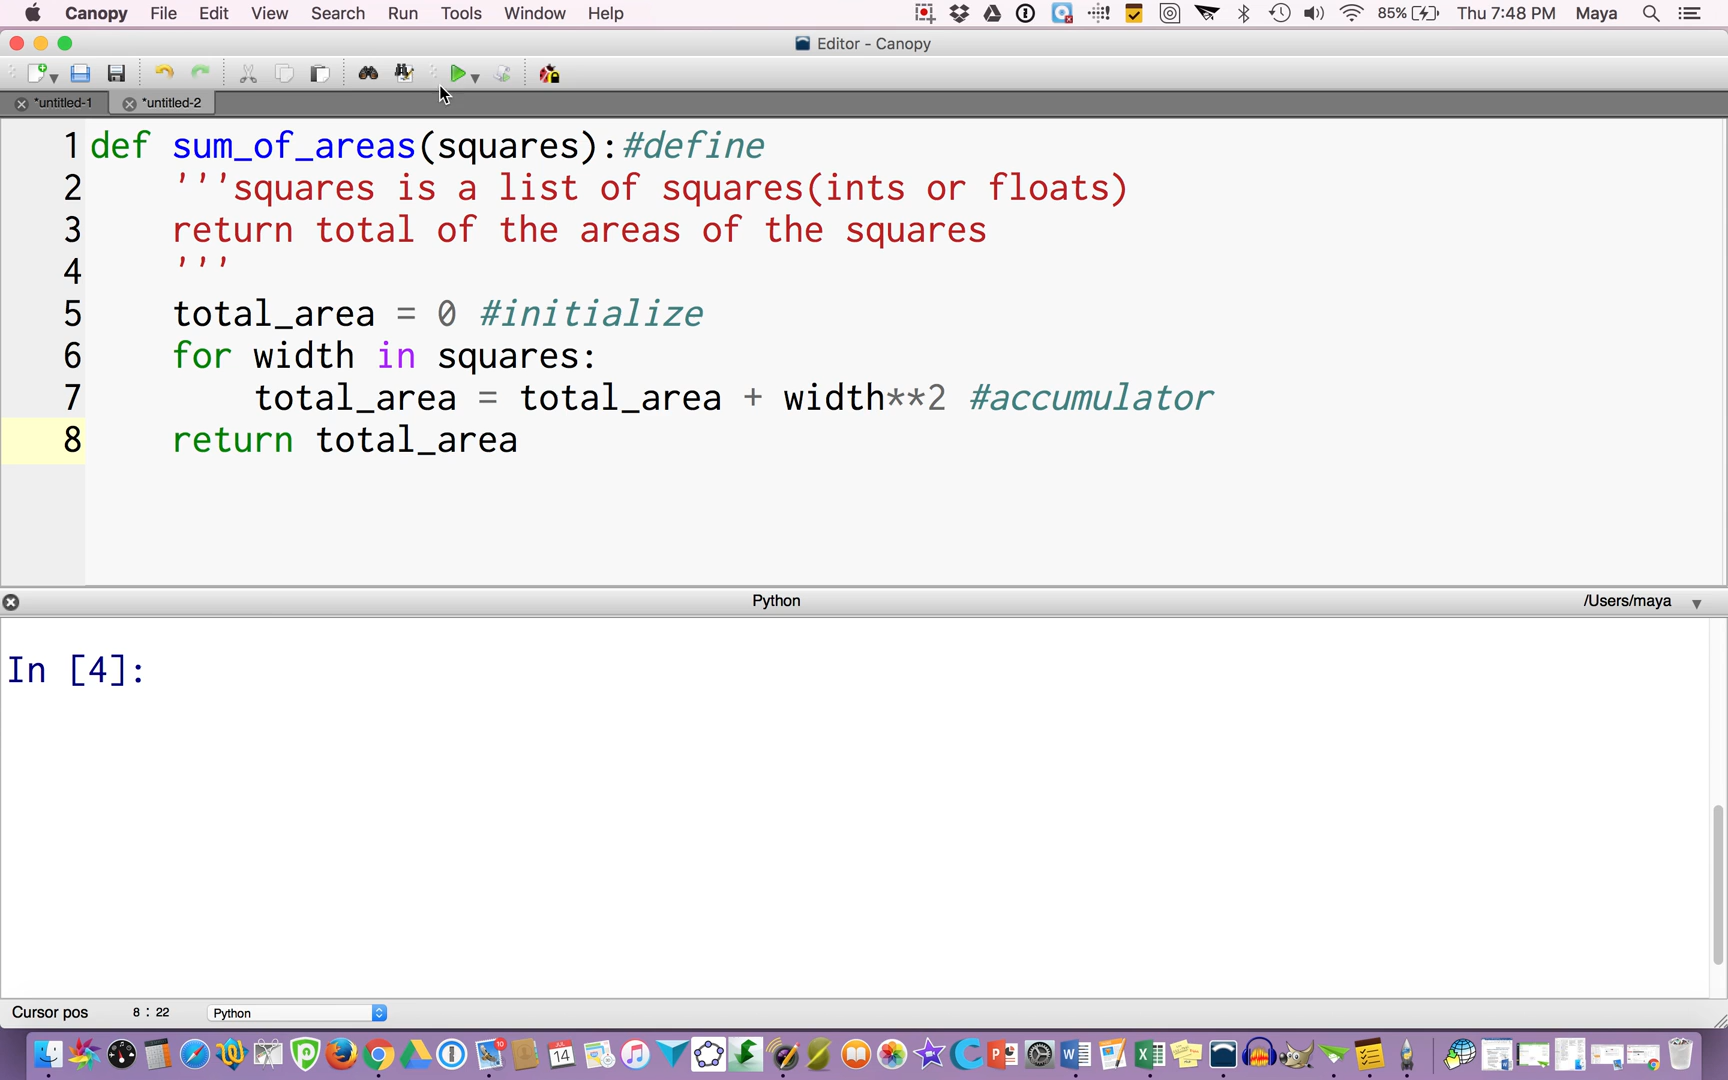 Canopy File Edit View Search Run Tools Window Help 85% Thu 7:48 PM Maya
Editor - Canopy
*untitled-1 *untitled-2
1 def sum_of_areas(squares):#define
2 '''squares is a list of squares(ints or floats)
3 return total of the areas of the squares
4 '''
5 total_area = 0 #initialize
6 for width in squares:
7 total_area = total_area + width**2 #accumulator
8 return total_area
Python /Users/maya
In [4]:
Cursor pos 8 : 22 Python